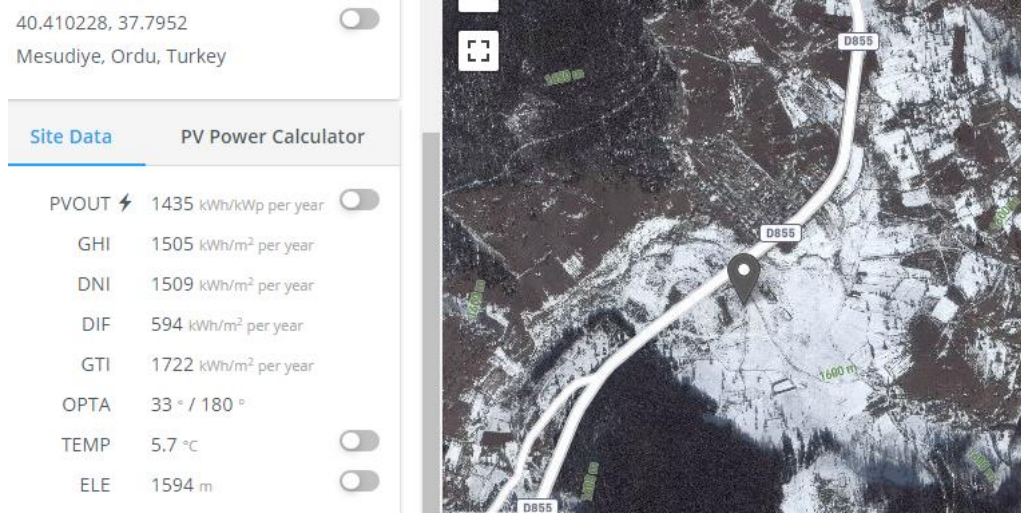 40.410228, 37.7952
Mesudiye, Ordu, Turkey
Site Data
PV Power Calculator
PVOUT 1435 kWh/kWp per year
GHI 1505 kWh/m² per year
DNI 1509 kWh/m² per year
DIF 594 kWh/m² per year
GTI 1722 kWh/m² per year
OPTA 33 ° / 180 °
TEMP 5.7 °C
ELE 1594 m
D855
D855
1600 m
D855